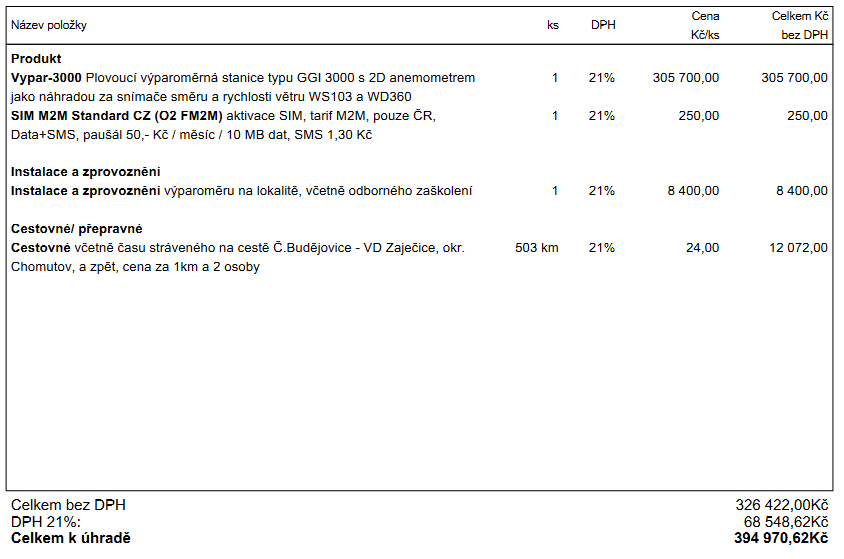 Název položky ks DPH Cena Kč/ks Celkem Kč bez DPH
Produkt
Vypar-3000 Plovoucí výparoměrná stanice typu GGI 3000 s 2D anemometrem 1 21% 305 700,00 305 700,00
jako náhradou za snímače směru a rychlosti větru WS103 a WD360
SIM M2M Standard CZ (O2 FM2M) aktivace SIM, tarif M2M, pouze ČR, 1 21% 250,00 250,00
Data+SMS, paušál 50,- Kč / měsíc / 10 MB dat, SMS 1,30 Kč
Instalace a zprovoznění
Instalace a zprovoznění výparoměru na lokalitě, včetně odborného zaškolení 1 21% 8 400,00 8 400,00
Cestovné/ přepravné
Cestovné včetně času stráveného na cestě Č.Budějovice - VD Zaječice, okr. 503 km 21% 24,00 12 072,00
Chomutov, a zpět, cena za 1km a 2 osoby
Celkem bez DPH 326 422,00Kč
DPH 21%: 68 548,62Kč
Celkem k úhradě 394 970,62Kč